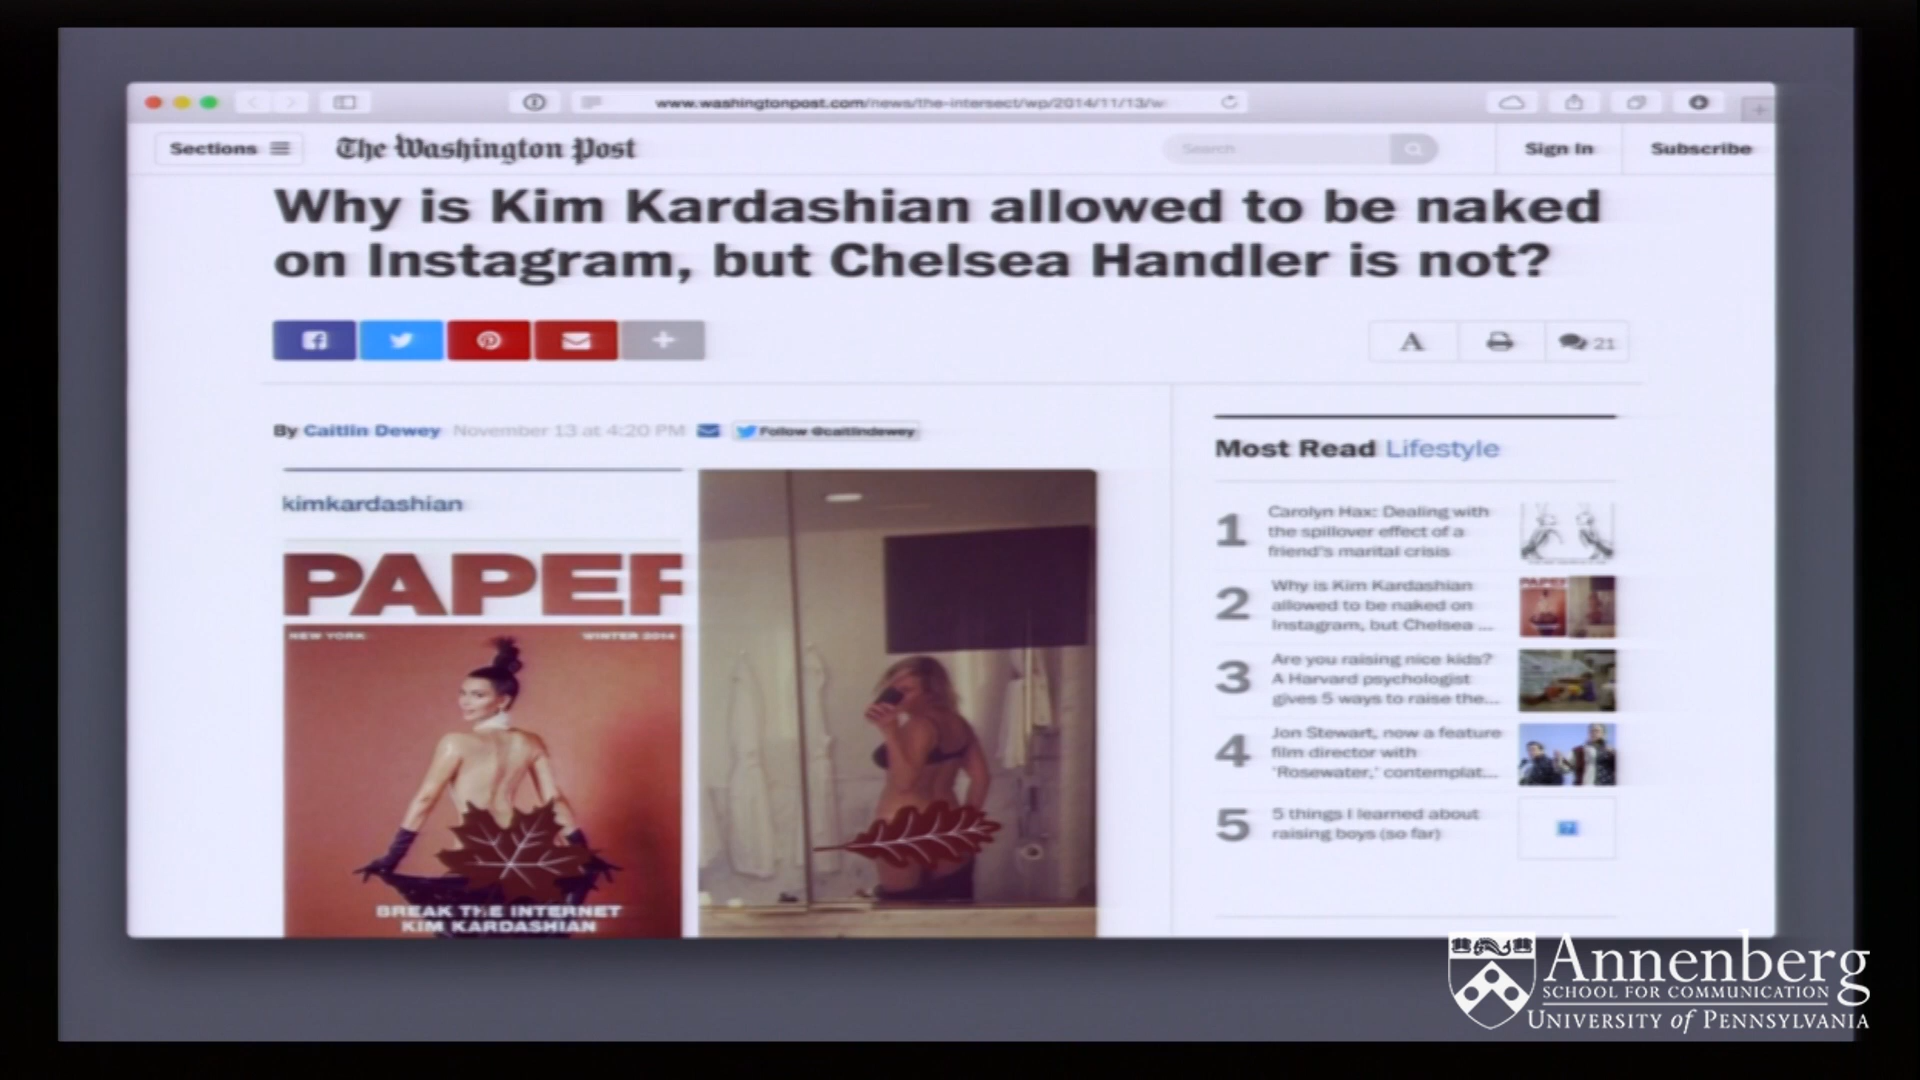 www.washingtonpost.com/news/the-intersect/wp/2014/11/13/w
Sections
The Washington Post
Search
Sign In
Subscribe
Why is Kim Kardashian allowed to be naked
on Instagram, but Chelsea Handler is not?
A
21
By Caitlin Dewey November 13 at 4:20 PM
Follow @caitlindewey
kimkardashian
PAPER
NEW YORK
WINTER 2014
BREAK THE INTERNET
KIM KARDASHIAN
Most Read Lifestyle
1
Carolyn Hax: Dealing with
the spillover effect of a
friend's marital crisis
2
Why is Kim Kardashian
allowed to be naked on
Instagram, but Chelsea ...
3
Are you raising nice kids?
A Harvard psychologist
gives 5 ways to raise the...
4
Jon Stewart, now a feature
film director with
'Rosewater,' contemplat...
5
5 things I learned about
raising boys (so far)
PAPER
Annenberg
SCHOOL FOR COMMUNICATION
UNIVERSITY of PENNSYLVANIA